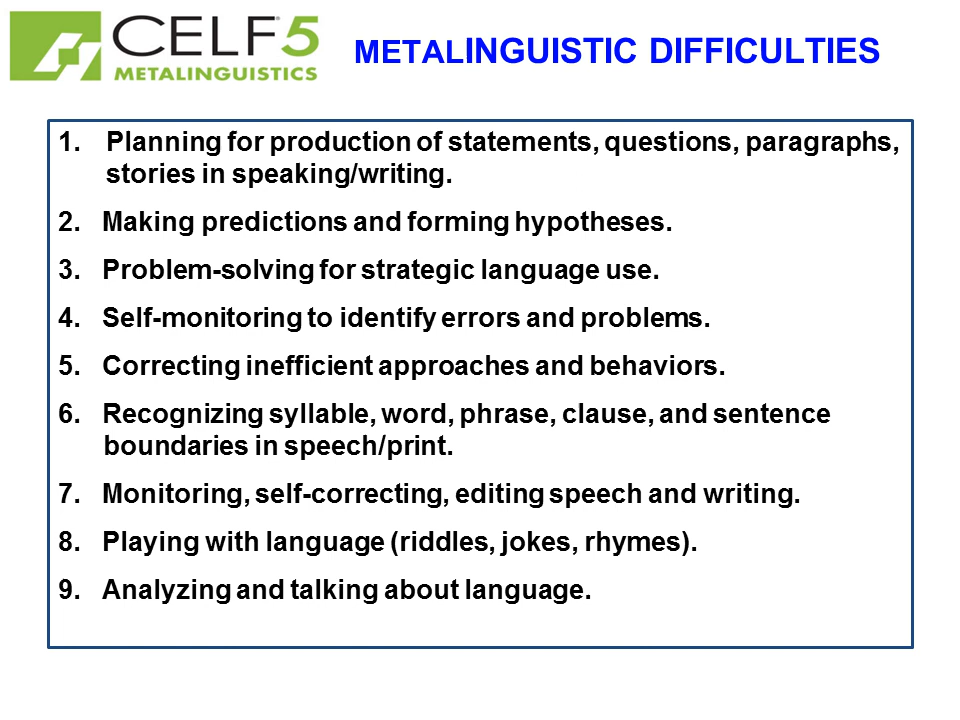 CELF5
METALINGUISTICS
METALINGUISTIC DIFFICULTIES
1. Planning for production of statements, questions, paragraphs,
stories in speaking/writing.
2. Making predictions and forming hypotheses.
3. Problem-solving for strategic language use.
4. Self-monitoring to identify errors and problems.
5. Correcting inefficient approaches and behaviors.
6. Recognizing syllable, word, phrase, clause, and sentence
boundaries in speech/print.
7. Monitoring, self-correcting, editing speech and writing.
8. Playing with language (riddles, jokes, rhymes).
9. Analyzing and talking about language.